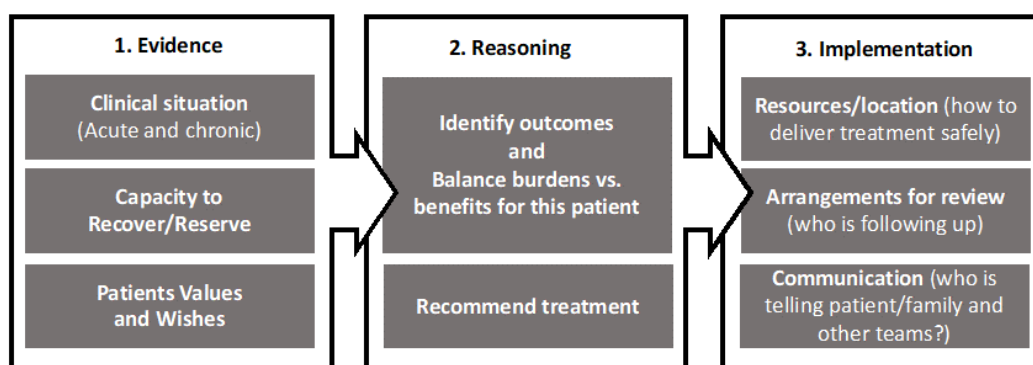 1. Evidence
Clinical situation
(Acute and chronic)
Capacity to
Recover/Reserve
Patients Values
and Wishes
2. Reasoning
Identify outcomes
and
Balance burdens vs.
benefits for this patient
Recommend treatment
3. Implementation
Resources/location (how to
deliver treatment safely)
Arrangements for review
(who is following up)
Communication (who is
telling patient/family and
other teams?)